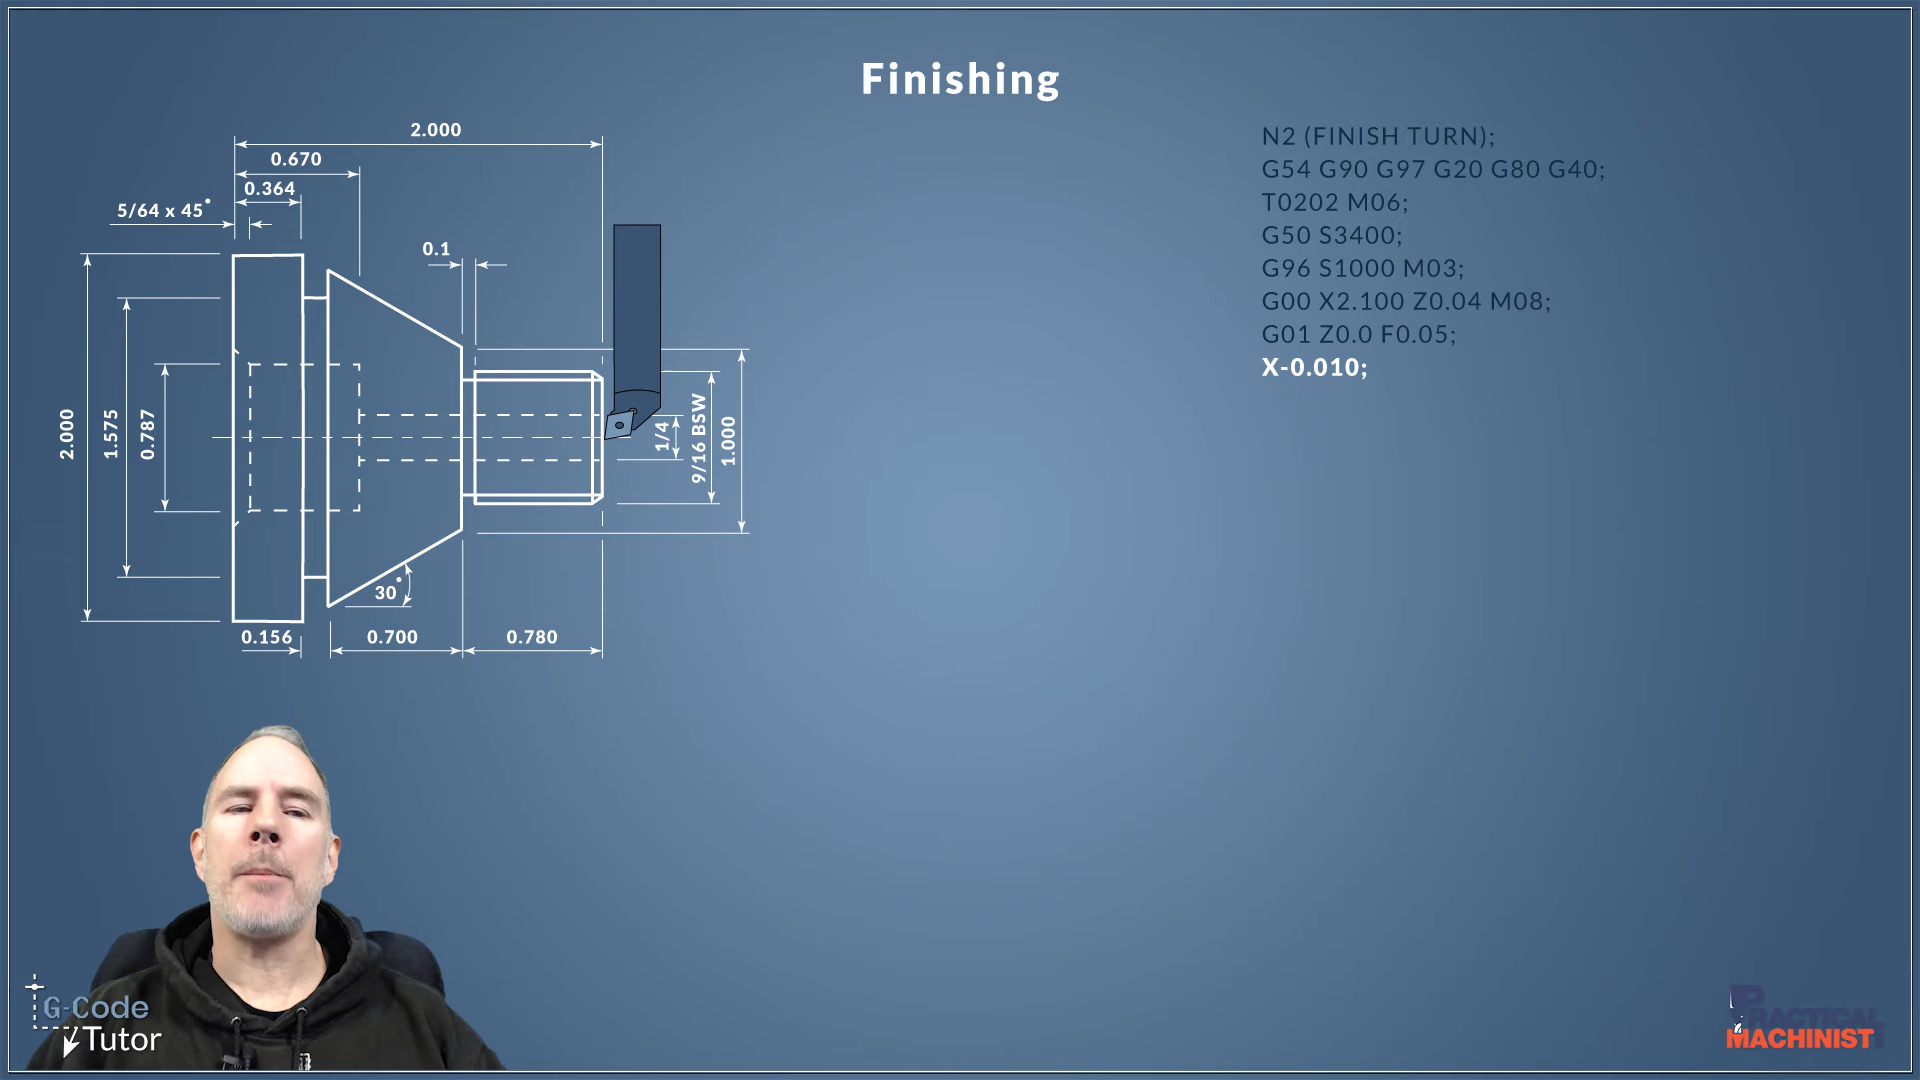 Finishing
2.000
0.670
0.364
5/64 x 45°
0.1
2.000
1.575
0.787
1/4
9/16 BSW
1.000
30°
0.156
0.700
0.780
N2 (FINISH TURN);
G54 G90 G97 G20 G80 G40;
T0202 M06;
G50 S3400;
G96 S1000 M03;
G00 X2.100 Z0.04 M08;
G01 Z0.0 F0.05;
X-0.010;
G-Code
Tutor
PRACTICAL
MACHINIST